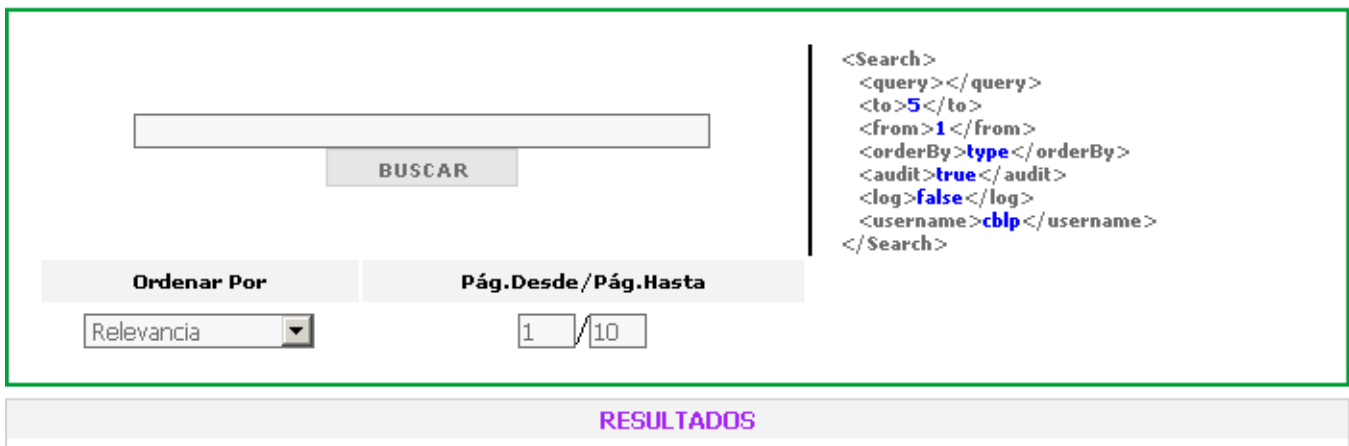 BUSCAR
Ordenar Por
Pág.Desde/Pág.Hasta
Relevancia
1/10
<Search>
<query></query>
<to>5</to>
<from>1</from>
<orderBy>type</orderBy>
<audit>true</audit>
<log>false</log>
<username>cblp</username>
</Search>
RESULTADOS